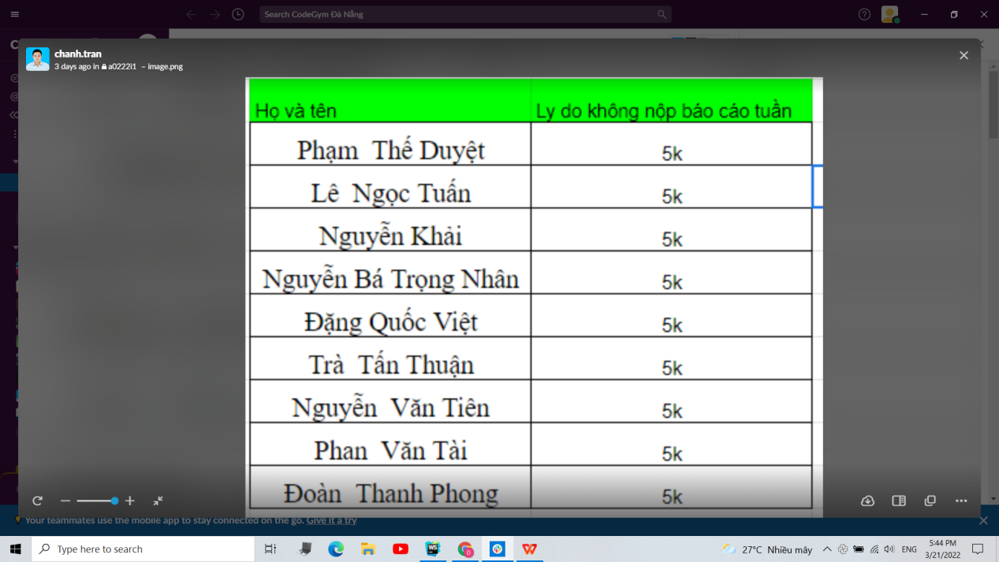 Search CodeGym Đà Nẵng
chanh.tran
3 days ago in a0222i1 – image.png
Họ và tên
Ly do không nộp báo cáo tuần
Phạm Thế Duyệt
5k
Lê Ngọc Tuấn
5k
Nguyễn Khải
5k
Nguyễn Bá Trọng Nhân
5k
Đặng Quốc Việt
5k
Trà Tấn Thuận
5k
Nguyễn Văn Tiên
5k
Phan Văn Tài
5k
Đoàn Thanh Phong
5k
Your teammates use the mobile app to stay connected on the go. Give it a try
Type here to search
27°C Nhiều mây
ENG
5:44 PM
3/21/2022